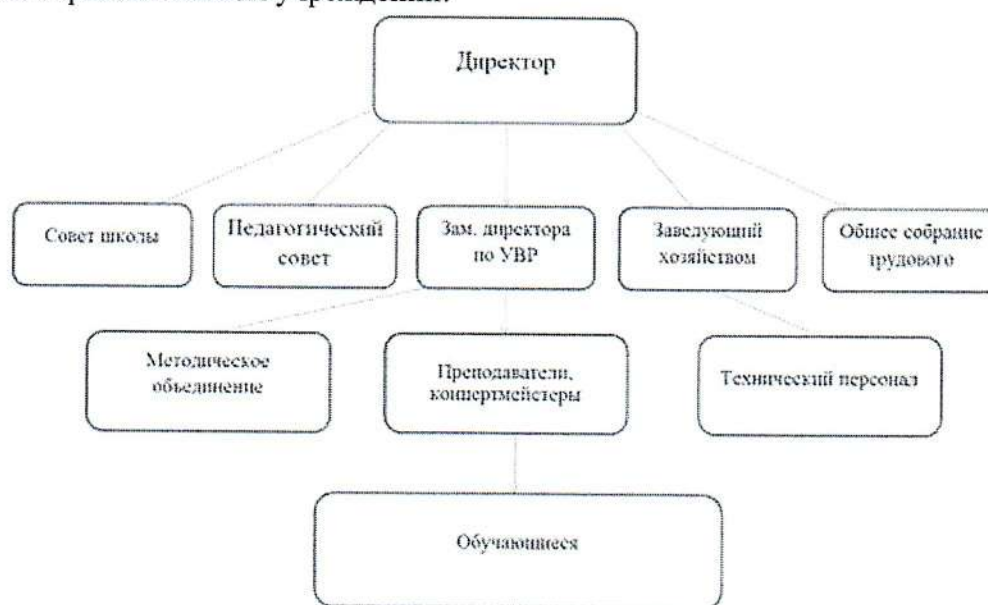 Директор
Совет школы
Педагогический
совет
Зам. директора
по УВР
Заведующий
хозяйством
Общее собрание
трудового
Методическое
объединение
Преподаватели,
концертмейстеры
Технический персонал
Обучающиеся